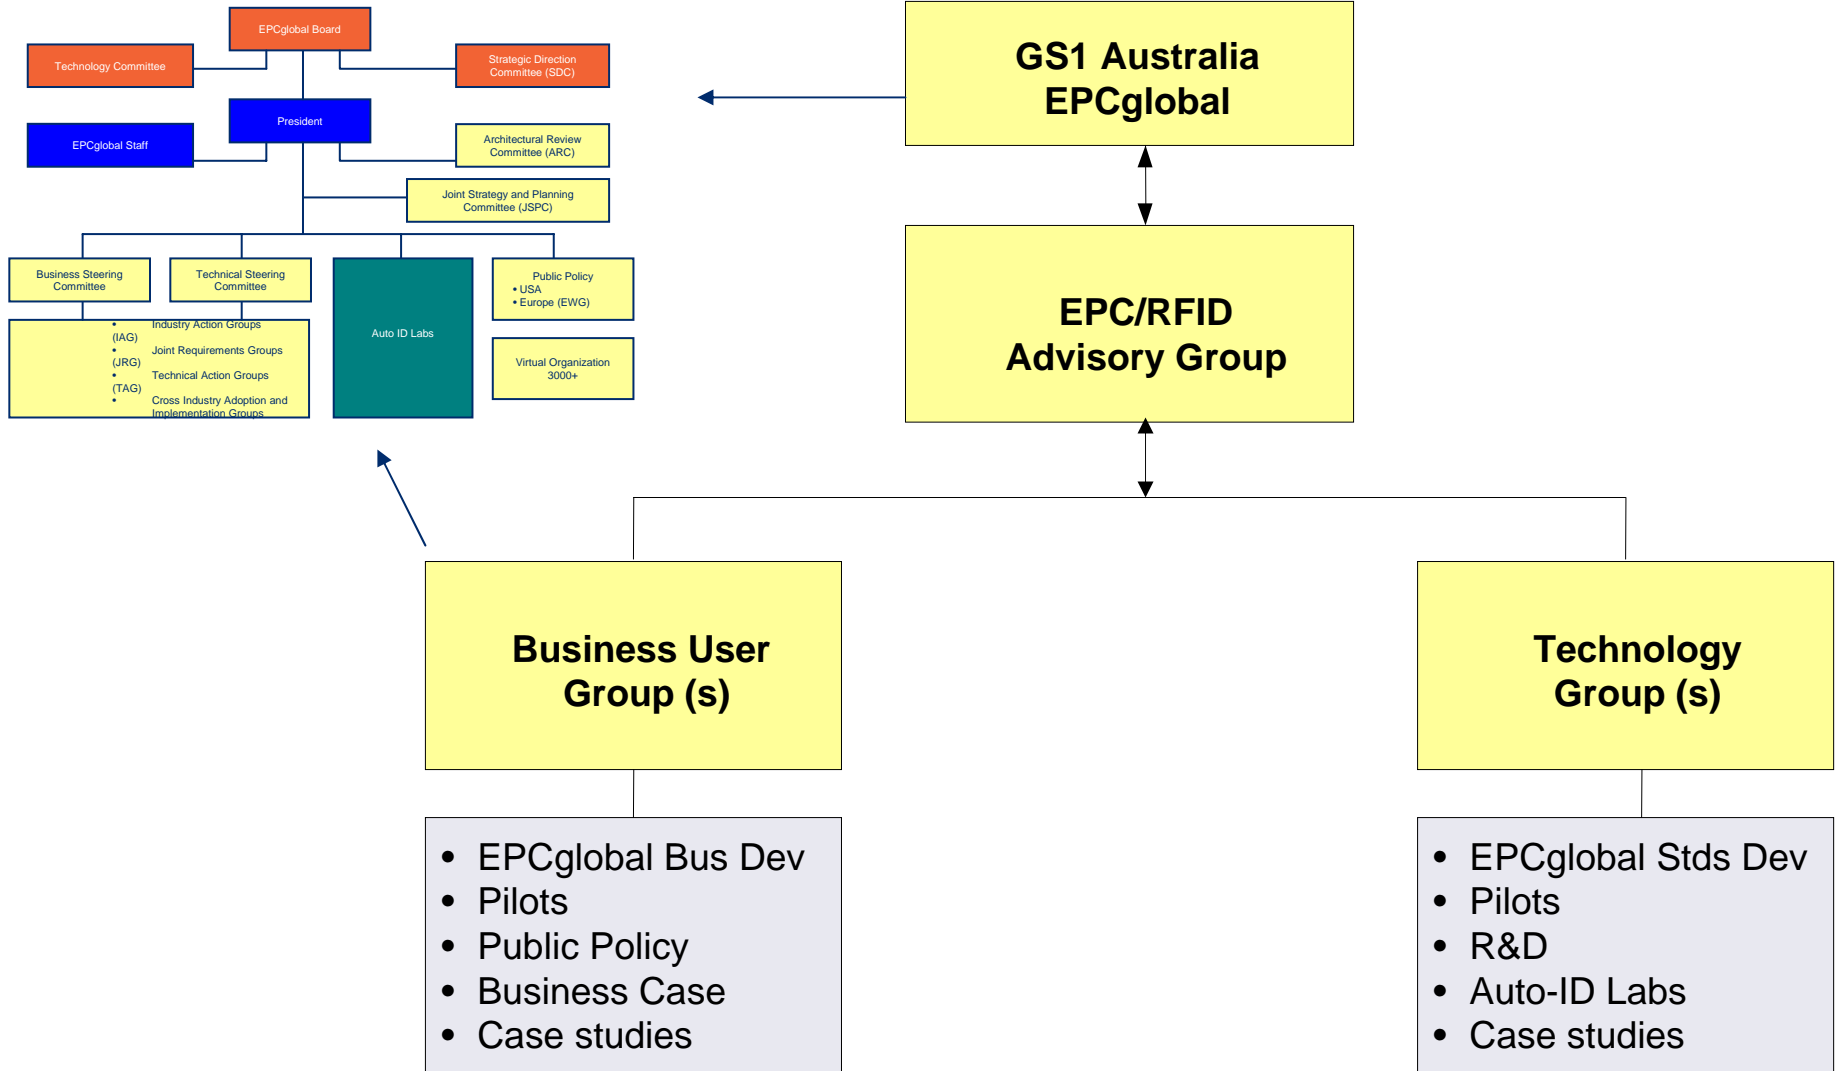 EPCglobal Board
Technology Committee
Strategic Direction
Committee (SDC)
President
EPCglobal Staff
Architectural Review
Committee (ARC)
Joint Strategy and Planning
Committee (JSPC)
Business Steering
Committee
Technical Steering
Committee
• Industry Action Groups
(IAG)
• Joint Requirements Groups
(JRG)
• Technical Action Groups
(TAG)
• Cross Industry Adoption and
Implementation Groups
Auto ID Labs
Public Policy
• USA
• Europe (EWG)
Virtual Organization
3000+
GS1 Australia
EPCglobal
EPC/RFID
Advisory Group
Business User
Group (s)
• EPCglobal Bus Dev
• Pilots
• Public Policy
• Business Case
• Case studies
Technology
Group (s)
• EPCglobal Stds Dev
• Pilots
• R&D
• Auto-ID Labs
• Case studies